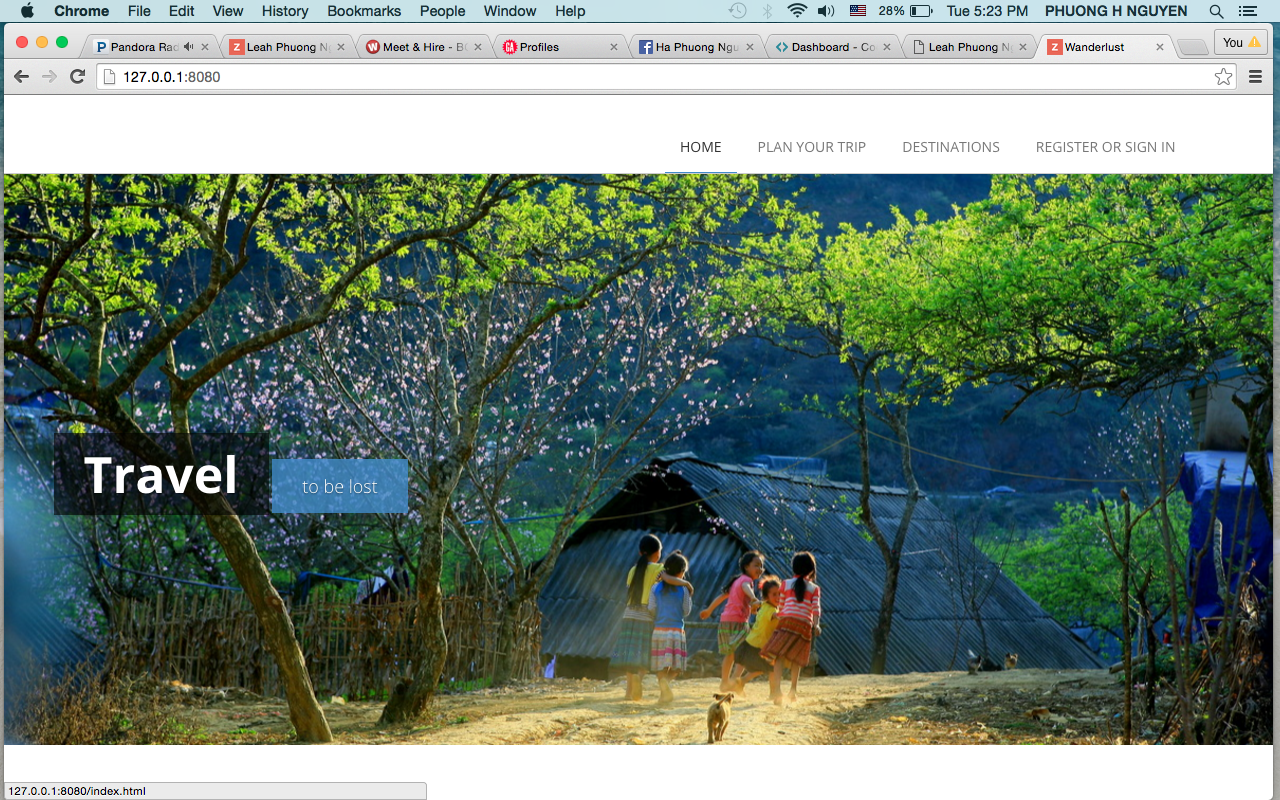 Chrome File Edit View History Bookmarks People Window Help 28% Tue 5:23 PM PHUONG H NGUYEN
Pandora Rad Leah Phuong Ng Meet & Hire - B Profiles Ha Phuong Ngu Dashboard - Co Leah Phuong Ng Wanderlust You
127.0.0.1:8080
HOME PLAN YOUR TRIP DESTINATIONS REGISTER OR SIGN IN
Travel
to be lost
127.0.0.1:8080/index.html